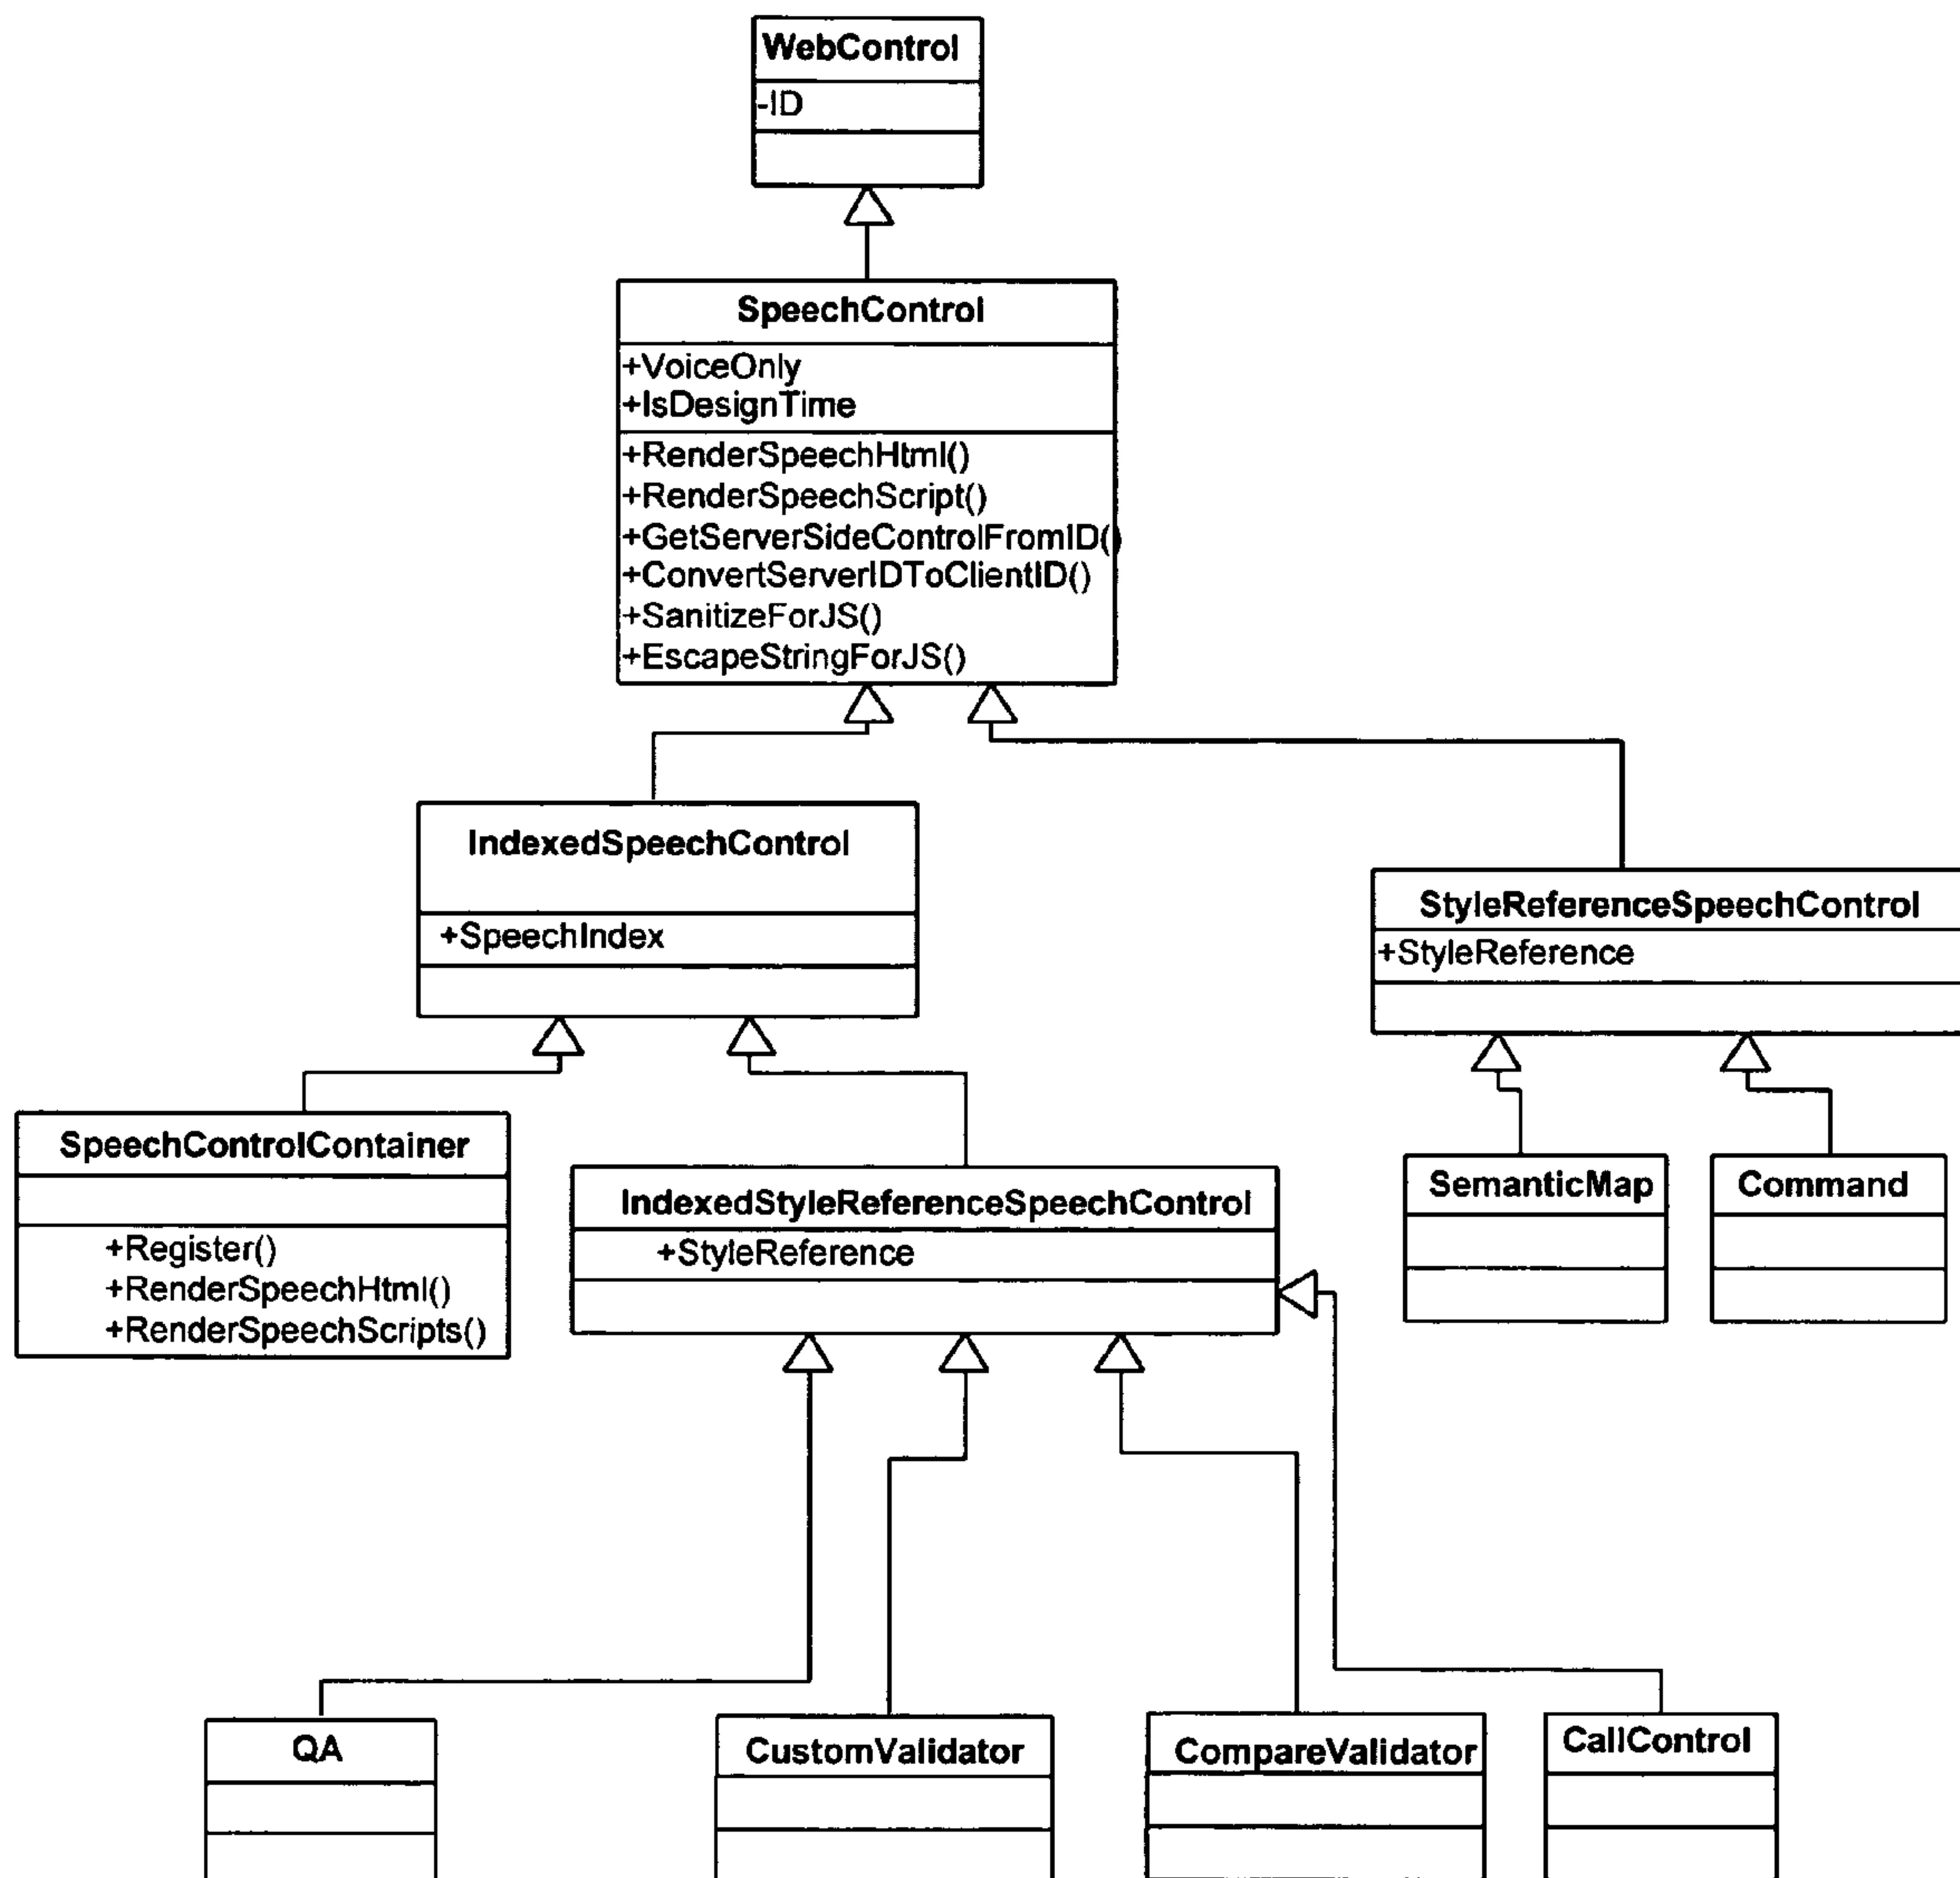 WebControl
-ID
SpeechControl
+VoiceOnly
+IsDesignTime
+RenderSpeechHtml()
+RenderSpeechScript()
+GetServerSideControlFromID()
+ConvertServerIDToClientID()
+SanitizeForJS()
+EscapeStringForJS()
IndexedSpeechControl
+SpeechIndex
StyleReferenceSpeechControl
+StyleReference
SpeechControlContainer
+Register()
+RenderSpeechHtml()
+RenderSpeechScripts()
IndexedStyleReferenceSpeechControl
+StyleReference
SemanticMap
Command
QA
CustomValidator
CompareValidator
CallControl